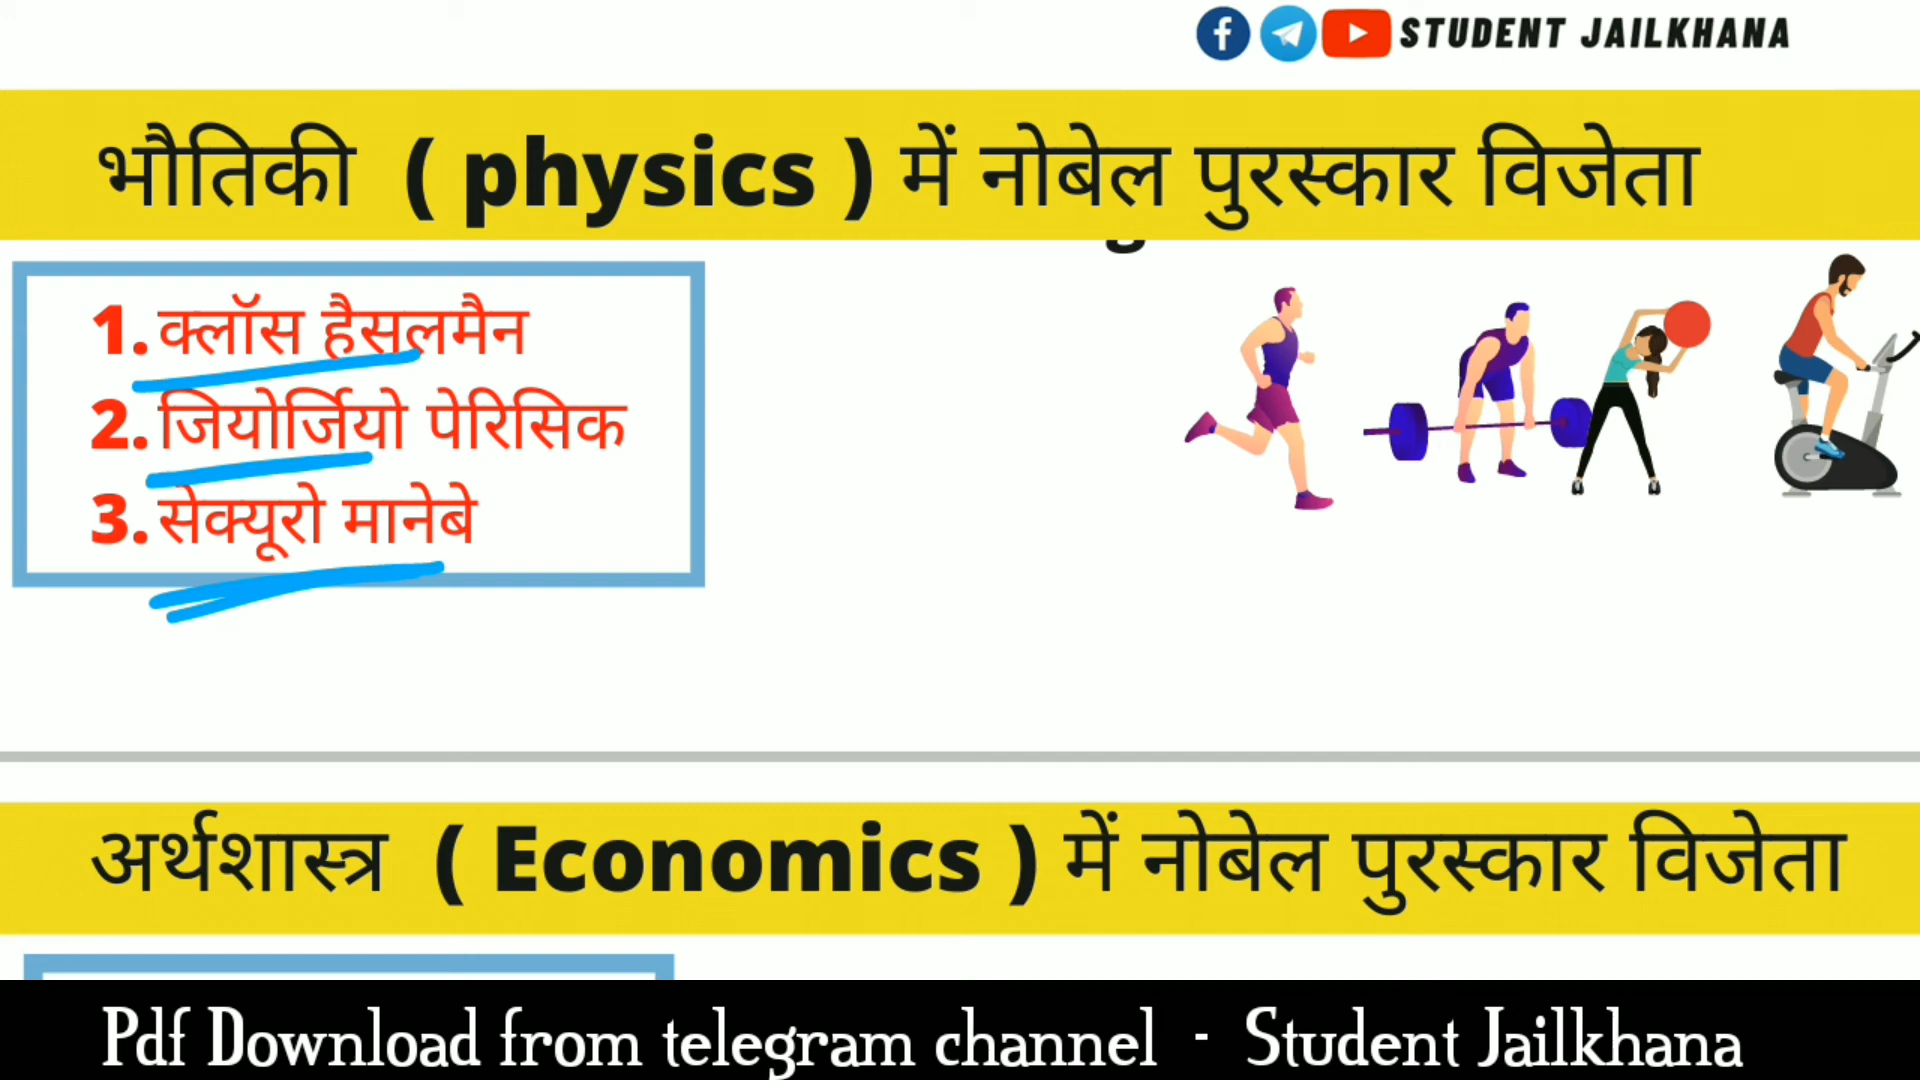 STUDENT JAILKHANA
भौतिकी ( physics ) में नोबेल पुरस्कार विजेता
1. क्लॉस हैसलमैन
2. जियोर्जियो पेरिसिक
3. सेक्यूरो मानेबे
अर्थशास्त्र ( Economics ) में नोबेल पुरस्कार विजेता
Pdf Download from telegram channel - Student Jailkhana